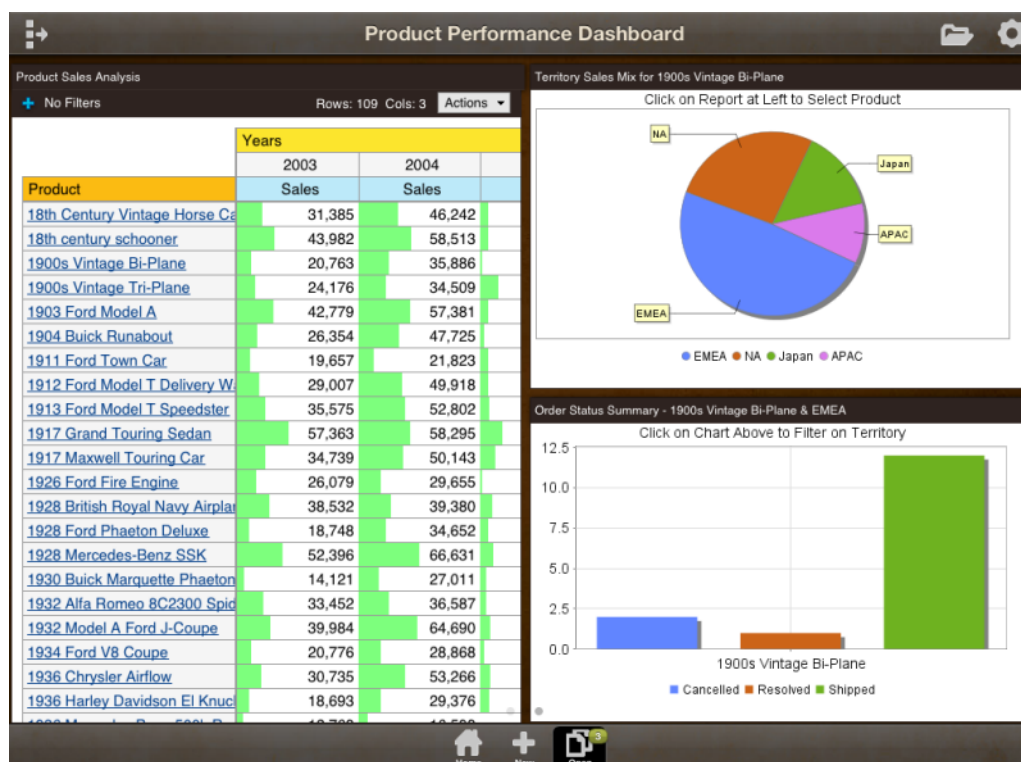 Product Performance Dashboard
Product Sales Analysis
No Filters
Rows: 109 Cols: 3
Actions
Years
2003 2004
Product Sales Sales
18th Century Vintage Horse Ca 31,385 46,242
18th century schooner 43,982 58,513
1900s Vintage Bi-Plane 20,763 35,886
1900s Vintage Tri-Plane 24,176 34,509
1903 Ford Model A 42,779 57,381
1904 Buick Runabout 26,354 47,725
1911 Ford Town Car 19,657 21,823
1912 Ford Model T Delivery Wa 29,007 49,918
1913 Ford Model T Speedster 35,575 52,802
1917 Grand Touring Sedan 57,363 58,295
1917 Maxwell Touring Car 34,739 50,143
1926 Ford Fire Engine 26,079 29,655
1928 British Royal Navy Airplan 38,532 39,380
1928 Ford Phaeton Deluxe 18,748 34,652
1928 Mercedes-Benz SSK 52,396 66,631
1930 Buick Marquette Phaeton 14,121 27,011
1932 Alfa Romeo 8C2300 Spid 33,452 36,587
1932 Model A Ford J-Coupe 39,984 64,690
1934 Ford V8 Coupe 20,776 28,868
1936 Chrysler Airflow 30,735 53,266
1936 Harley Davidson El Knucl 18,693 29,376
Territory Sales Mix for 1900s Vintage Bi-Plane
Click on Report at Left to Select Product
NA
Japan
APAC
EMEA
EMEA NA Japan APAC
Order Status Summary - 1900s Vintage Bi-Plane & EMEA
Click on Chart Above to Filter on Territory
12.5
10.0
7.5
5.0
2.5
0.0
1900s Vintage Bi-Plane
Cancelled Resolved Shipped
3